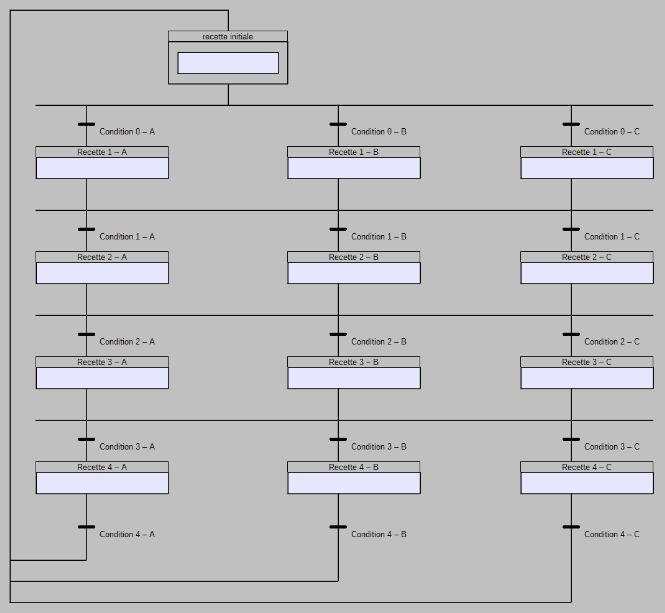 recette initiale
Condition 0 – A
Condition 0 – B
Condition 0 – C
Recette 1 – A
Recette 1 – B
Recette 1 – C
Condition 1 – A
Condition 1 – B
Condition 1 – C
Recette 2 – A
Recette 2 – B
Recette 2 – C
Condition 2 – A
Condition 2 – B
Condition 2 – C
Recette 3 – A
Recette 3 – B
Recette 3 – C
Condition 3 – A
Condition 3 – B
Condition 3 – C
Recette 4 – A
Recette 4 – B
Recette 4 – C
Condition 4 – A
Condition 4 – B
Condition 4 – C